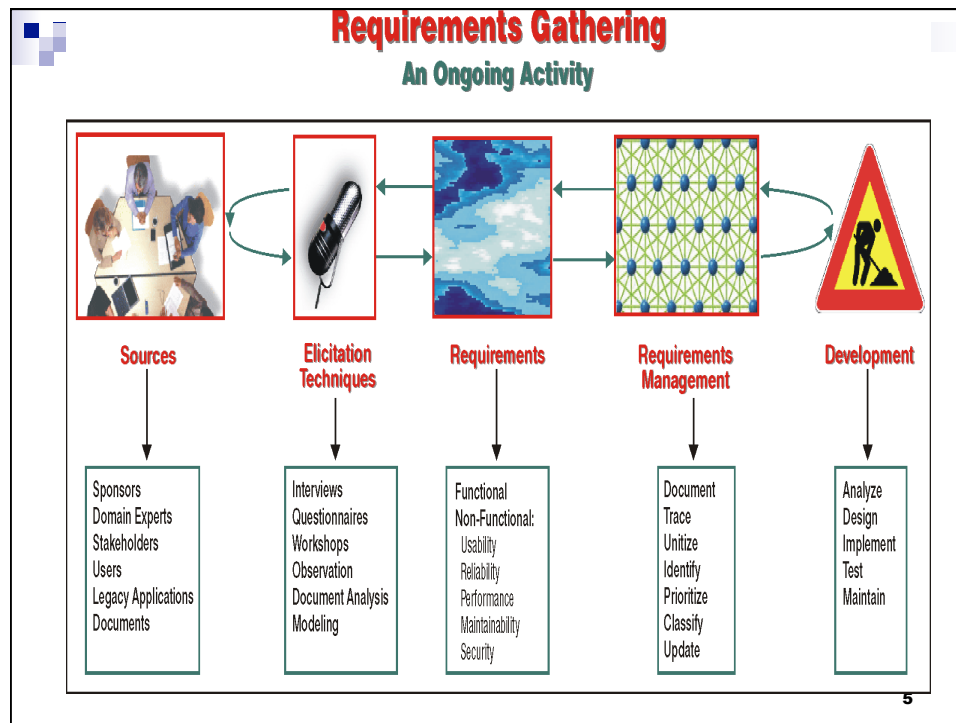 Requirements Gathering
An Ongoing Activity
Sources
Elicitation
Techniques
Requirements
Requirements
Management
Development
Sponsors
Domain Experts
Stakeholders
Users
Legacy Applications
Documents
Interviews
Questionnaires
Workshops
Observation
Document Analysis
Modeling
Functional
Non-Functional:
Usability
Reliability
Performance
Maintainability
Security
Document
Trace
Unitize
Identify
Prioritize
Classify
Update
Analyze
Design
Implement
Test
Maintain
5